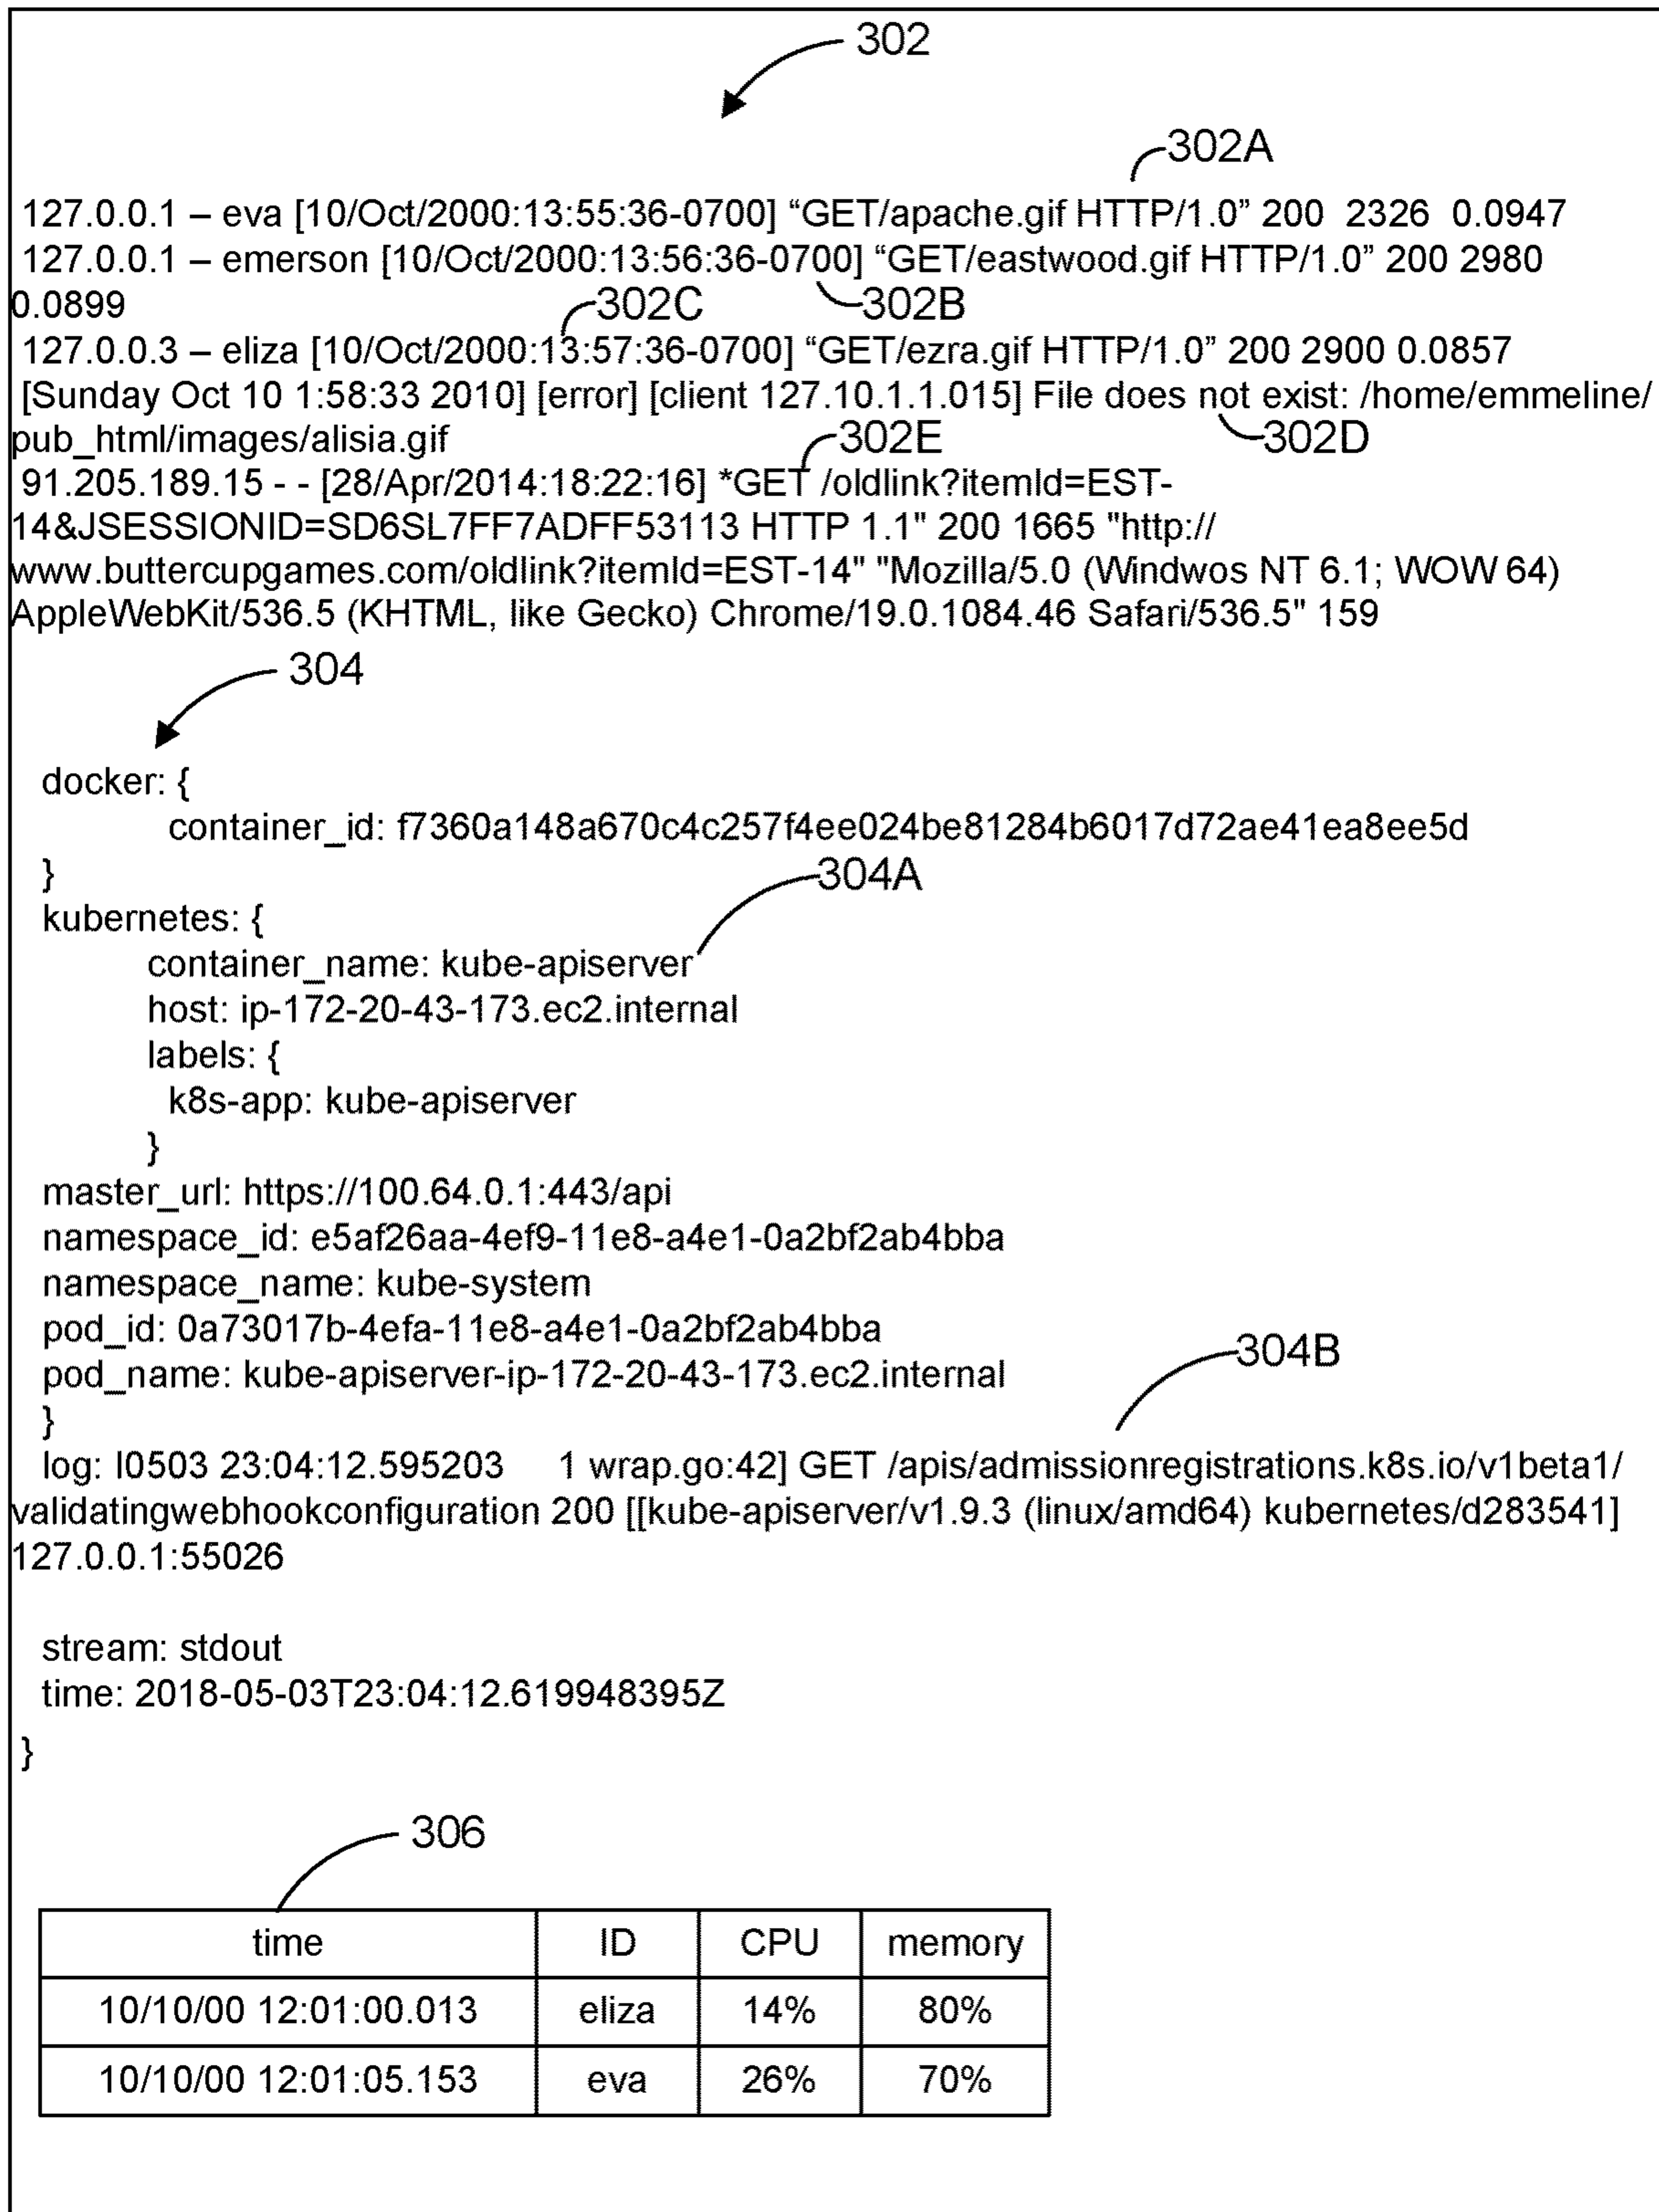 302
302A
127.0.0.1 – eva [10/Oct/2000:13:55:36-0700] “GET/apache.gif HTTP/1.0” 200 2326 0.0947
127.0.0.1 – emerson [10/Oct/2000:13:56:36-0700] “GET/eastwood.gif HTTP/1.0” 200 2980
0.0899
302C
302B
127.0.0.3 – eliza [10/Oct/2000:13:57:36-0700] “GET/ezra.gif HTTP/1.0” 200 2900 0.0857
[Sunday Oct 10 1:58:33 2010] [error] [client 127.10.1.1.015] File does not exist: /home/emmeline/
pub_html/images/alisia.gif
302E
302D
91.205.189.15 - - [28/Apr/2014:18:22:16] *GET /oldlink?itemId=EST-
14&JSESSIONID=SD6SL7FF7ADFF53113 HTTP 1.1" 200 1665 "http://
www.buttercupgames.com/oldlink?itemId=EST-14" "Mozilla/5.0 (Windwos NT 6.1; WOW 64)
AppleWebKit/536.5 (KHTML, like Gecko) Chrome/19.0.1084.46 Safari/536.5" 159
304
docker: {
container_id: f7360a148a670c4c257f4ee024be81284b6017d72ae41ea8ee5d
}
304A
kubernetes: {
container_name: kube-apiserver
host: ip-172-20-43-173.ec2.internal
labels: {
k8s-app: kube-apiserver
}
master_url: https://100.64.0.1:443/api
namespace_id: e5af26aa-4ef9-11e8-a4e1-0a2bf2ab4bba
namespace_name: kube-system
pod_id: 0a73017b-4efa-11e8-a4e1-0a2bf2ab4bba
304B
pod_name: kube-apiserver-ip-172-20-43-173.ec2.internal
}
log: I0503 23:04:12.595203 1 wrap.go:42] GET /apis/admissionregistrations.k8s.io/v1beta1/
validatingwebhookconfiguration 200 [[kube-apiserver/v1.9.3 (linux/amd64) kubernetes/d283541]
127.0.0.1:55026
stream: stdout
time: 2018-05-03T23:04:12.619948395Z
}
306
time ID CPU memory
10/10/00 12:01:00.013 eliza 14% 80%
10/10/00 12:01:05.153 eva 26% 70%